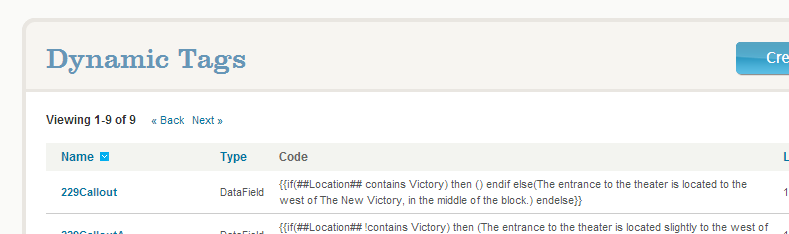 Dynamic Tags
Cre
Viewing 1-9 of 9 « Back Next »
Name Type Code L
229Callout DataField {{if(##Location## contains Victory) then () endif else(The entrance to the theater is located to the 1
west of The New Victory, in the middle of the block.) endelse}}
229CalloutA DataField {{if(##Location## !contains Victory) then (The entrance to the theater is located slightly to the west of 1